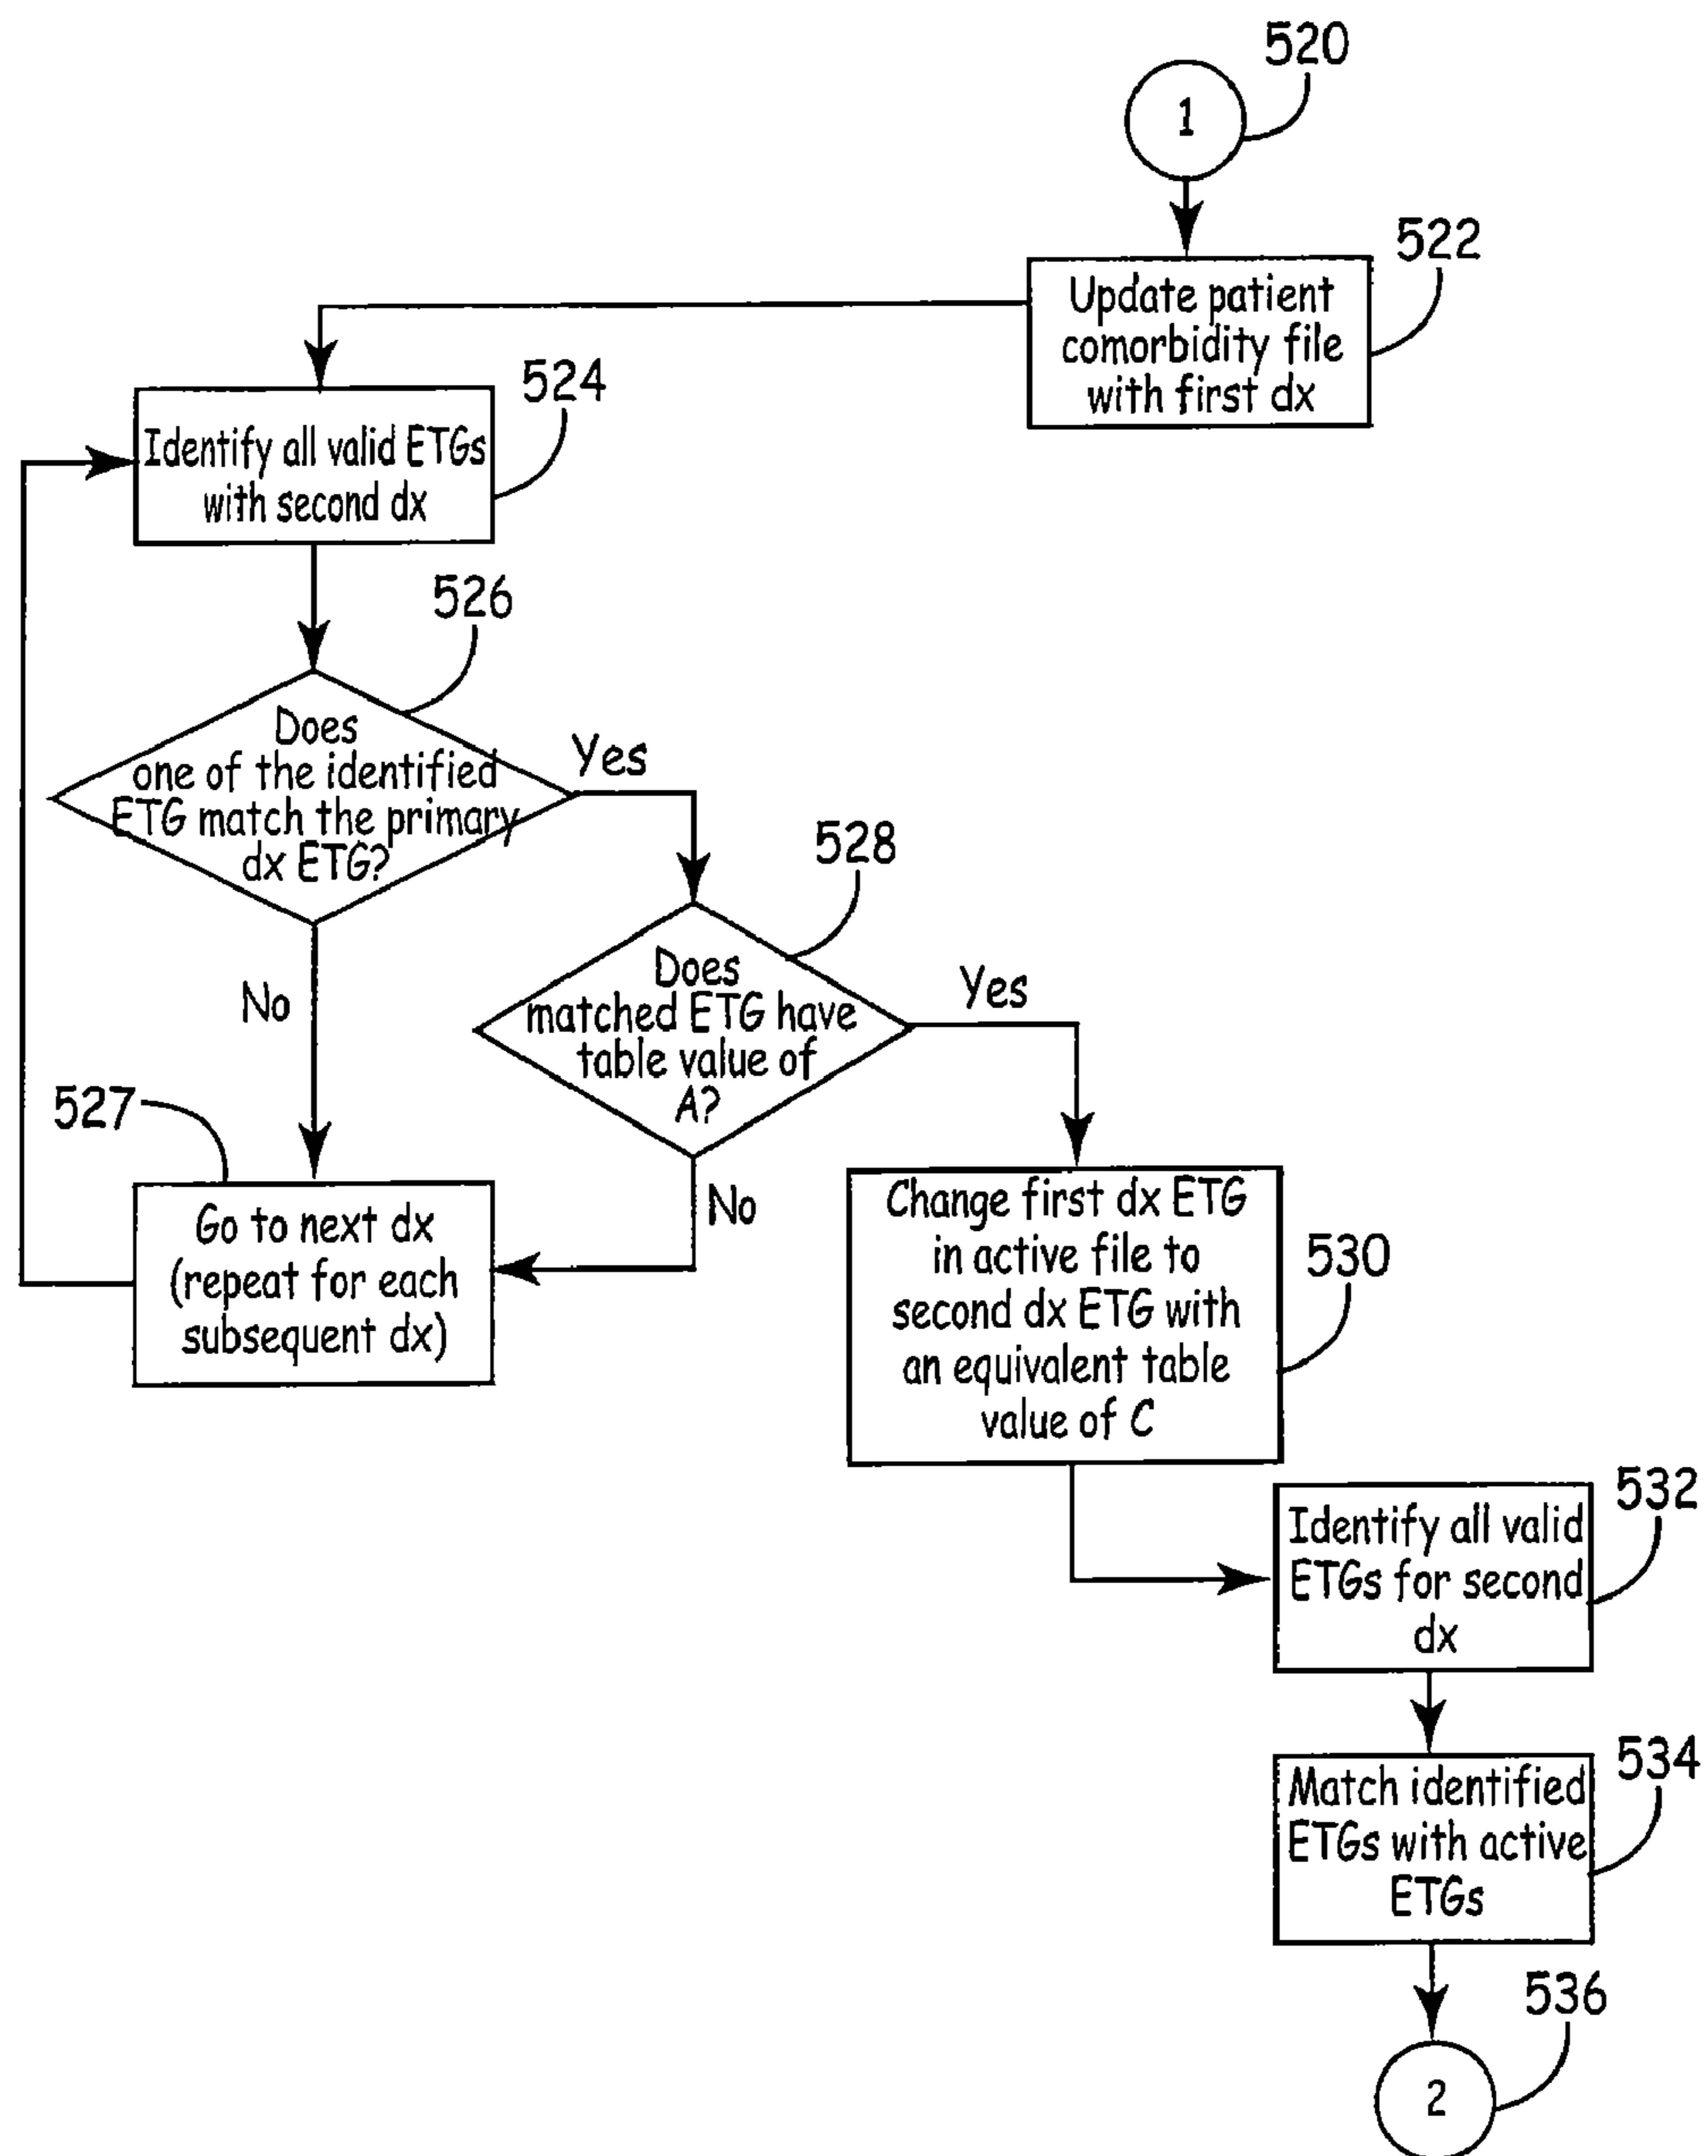 520
1
522
Update patient
comorbidity file
with first dx
524
Identify all valid ETGs
with second dx
526
Does
one of the identified
ETG match the primary
dx ETG?
Yes
528
Does
matched ETG have
table value of
A?
Yes
No
527
Go to next dx
(repeat for each
subsequent dx)
No
Change first dx ETG
in active file to
second dx ETG with
an equivalent table
value of C
530
532
Identify all valid
ETGs for second
dx
534
Match identified
ETGs with active
ETGs
536
2